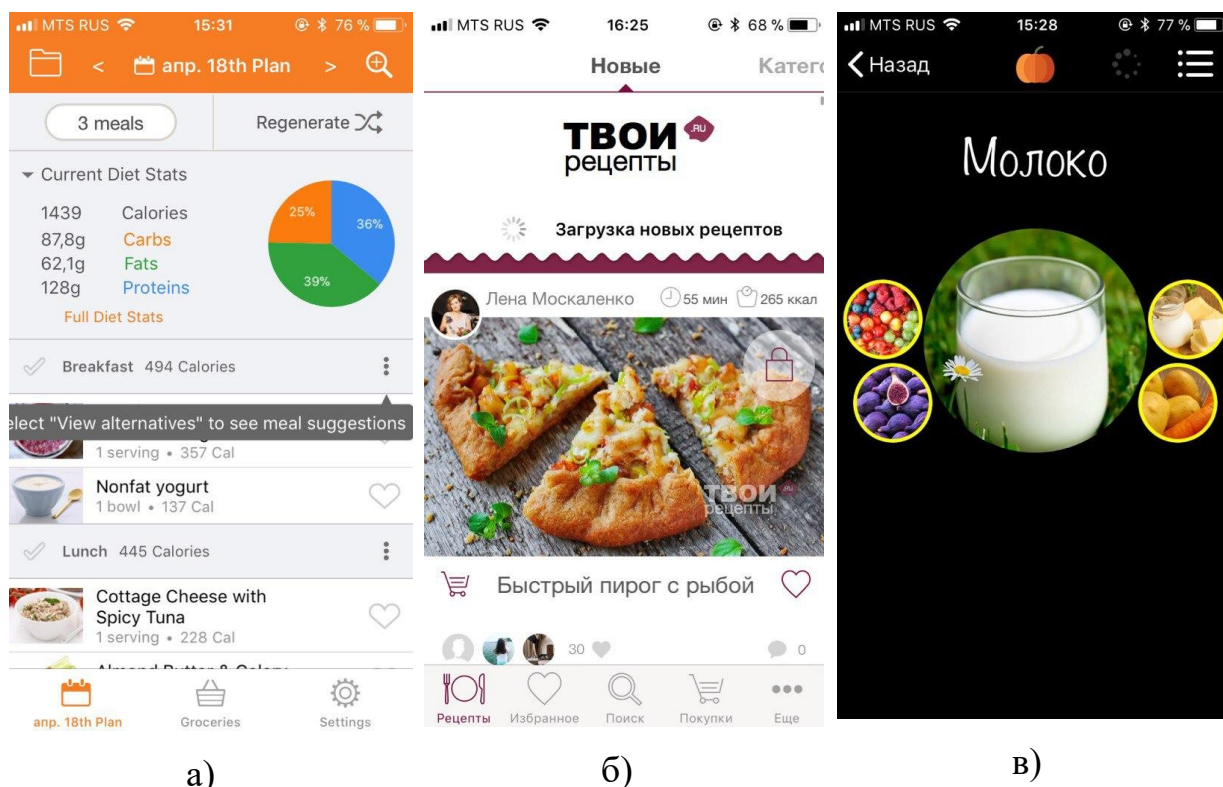 MTS RUS 15:31 76 %
< апр. 18th Plan >
3 meals Regenerate
Current Diet Stats
1439 Calories
87,8g Carbs
62,1g Fats
128g Proteins
Full Diet Stats
25%
36%
39%
Breakfast 494 Calories
elect "View alternatives" to see meal suggestions
1 serving • 357 Cal
Nonfat yogurt
1 bowl • 137 Cal
Lunch 445 Calories
Cottage Cheese with
Spicy Tuna
1 serving • 228 Cal
апр. 18th Plan Groceries Settings
а)
MTS RUS 16:25 68 %
Новые Катего
ТВОИ .RU
рецепты
Загрузка новых рецептов
Лена Москаленко 55 мин 265 ккал
ТВОИ
рецепты
Быстрый пирог с рыбой
30 0
Рецепты Избранное Поиск Покупки Еще
б)
MTS RUS 15:28 77 %
Назад
Молоко
в)